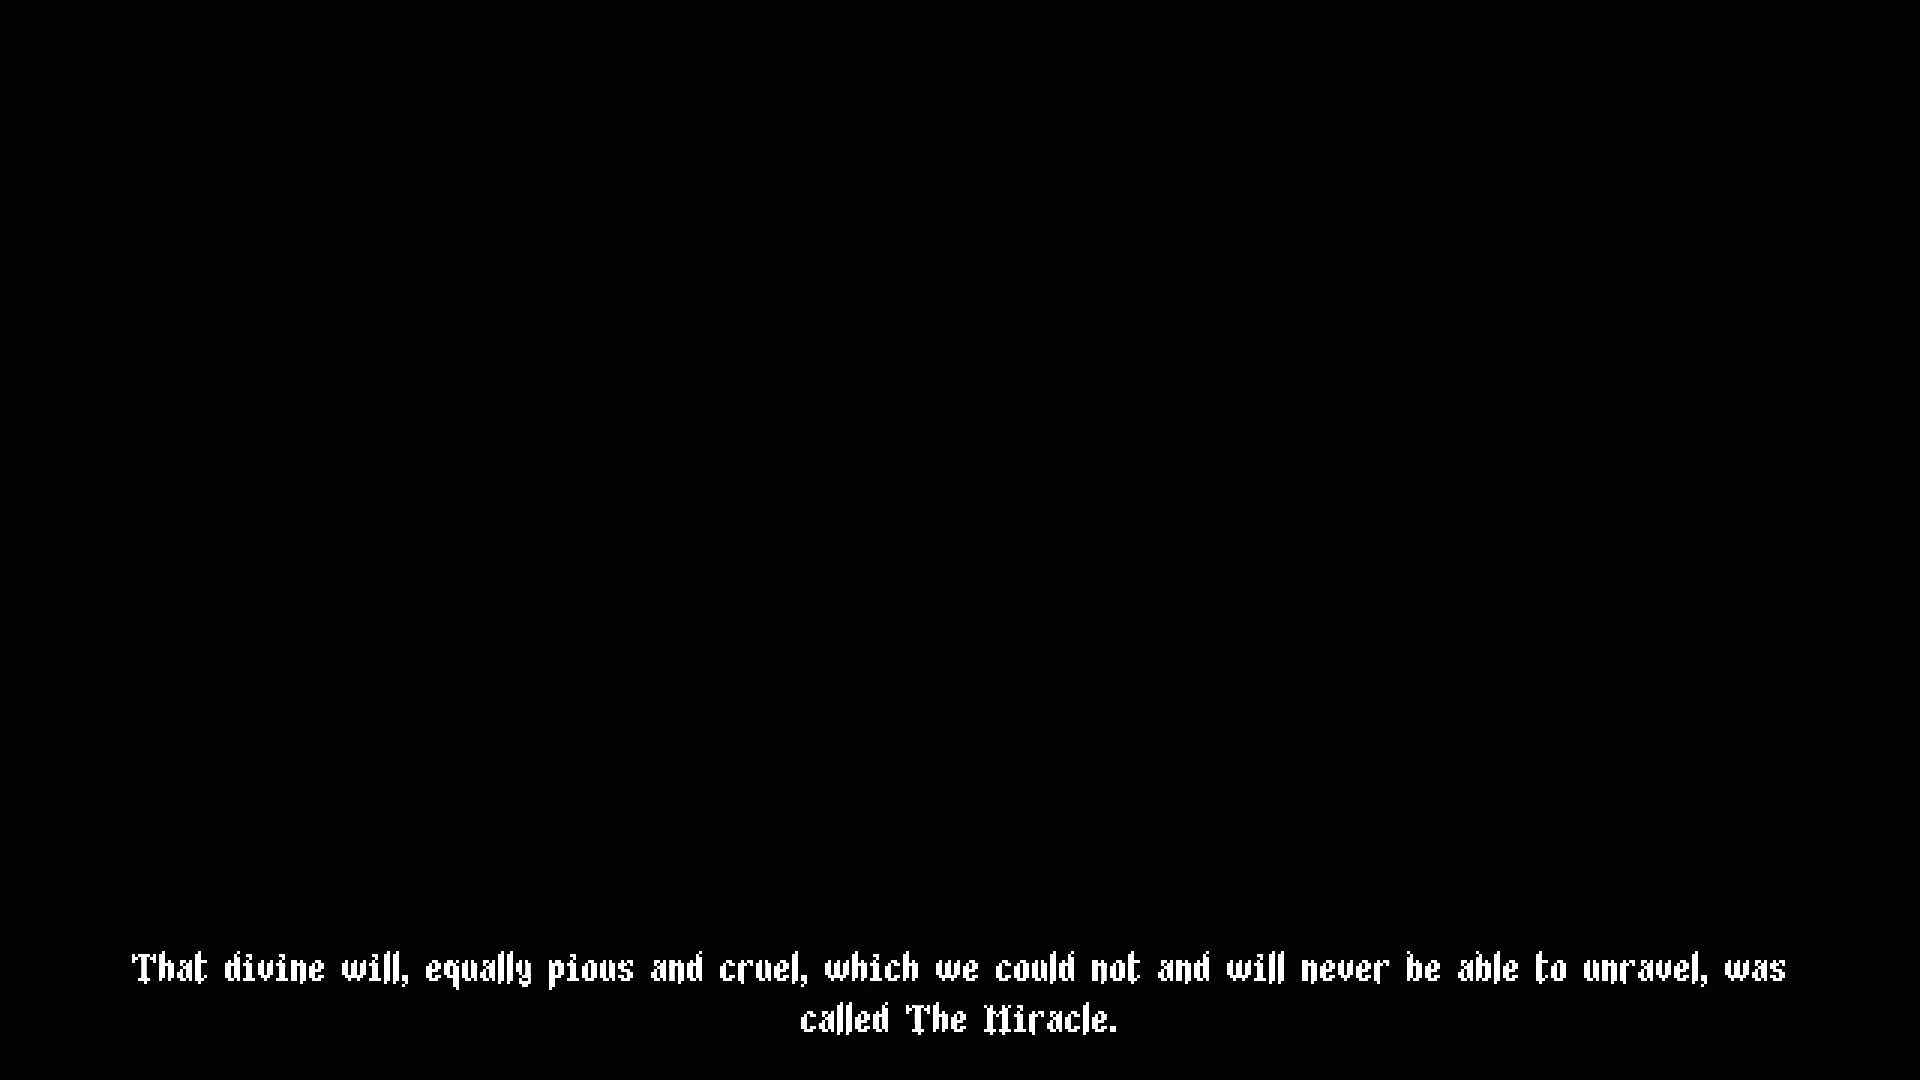 That divine will, equally pious and cruel, which we could not and will never be able to unravel, was
called The Miracle.